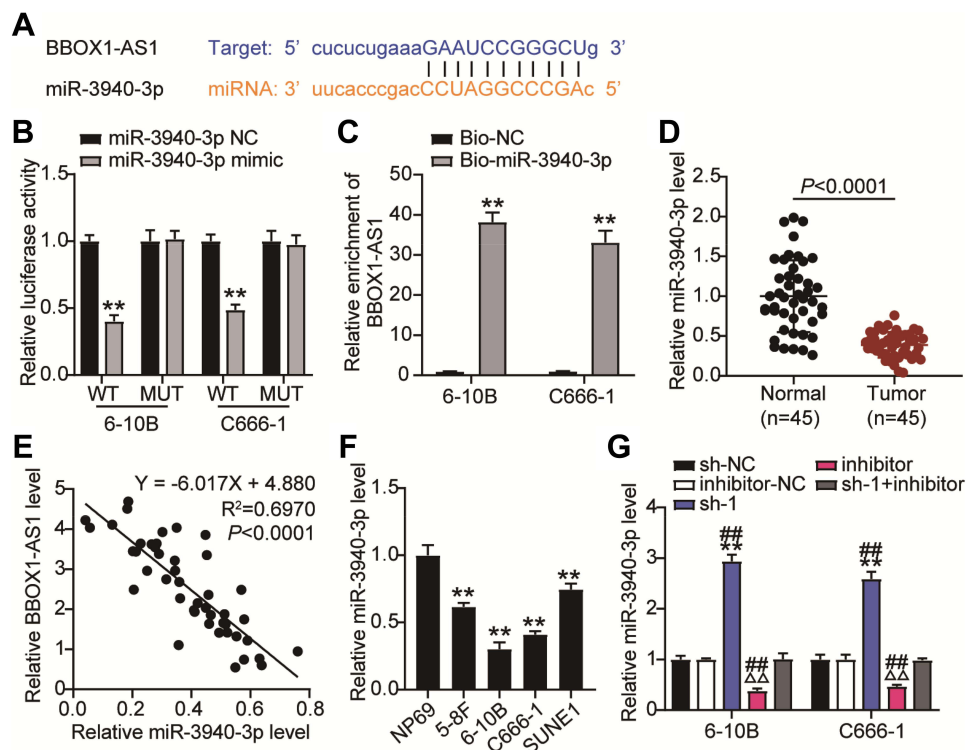 A
BBOX1-AS1 Target: 5’ cucucugaaaGAAUCCGGGCUg 3’
miR-3940-3p miRNA: 3’ uucacccgacCCUAGGCCCGAc 5’
B
miR-3940-3p NC
miR-3940-3p mimic
Relative luciferase activity
1.5
1.0
0.5
0.0
** **
WT MUT WT MUT
6-10B C666-1
C
Bio-NC
Bio-miR-3940-3p
Relative enrichment of
BBOX1-AS1
50
40
30
20
10
0
** **
6-10B C666-1
D
Relative miR-3940-3p level
2.5
2.0
1.5
1.0
0.5
0.0
P<0.0001
Normal Tumor
(n=45) (n=45)
E
Relative BBOX1-AS1 level
5
4
3
2
1
0
Y = -6.017X + 4.880
R²=0.6970
P<0.0001
0.0 0.2 0.4 0.6 0.8
Relative miR-3940-3p level
F
Relative miR-3940-3p level
1.5
1.0
0.5
0.0
** ** ** **
NP69 5-8F 6-10B C666-1 SUNE1
G
sh-NC inhibitor
inhibitor-NC sh-1+inhibitor
sh-1
Relative miR-3940-3p level
4
3
2
1
0
## ##
** **
## ##
△△ △△
6-10B C666-1